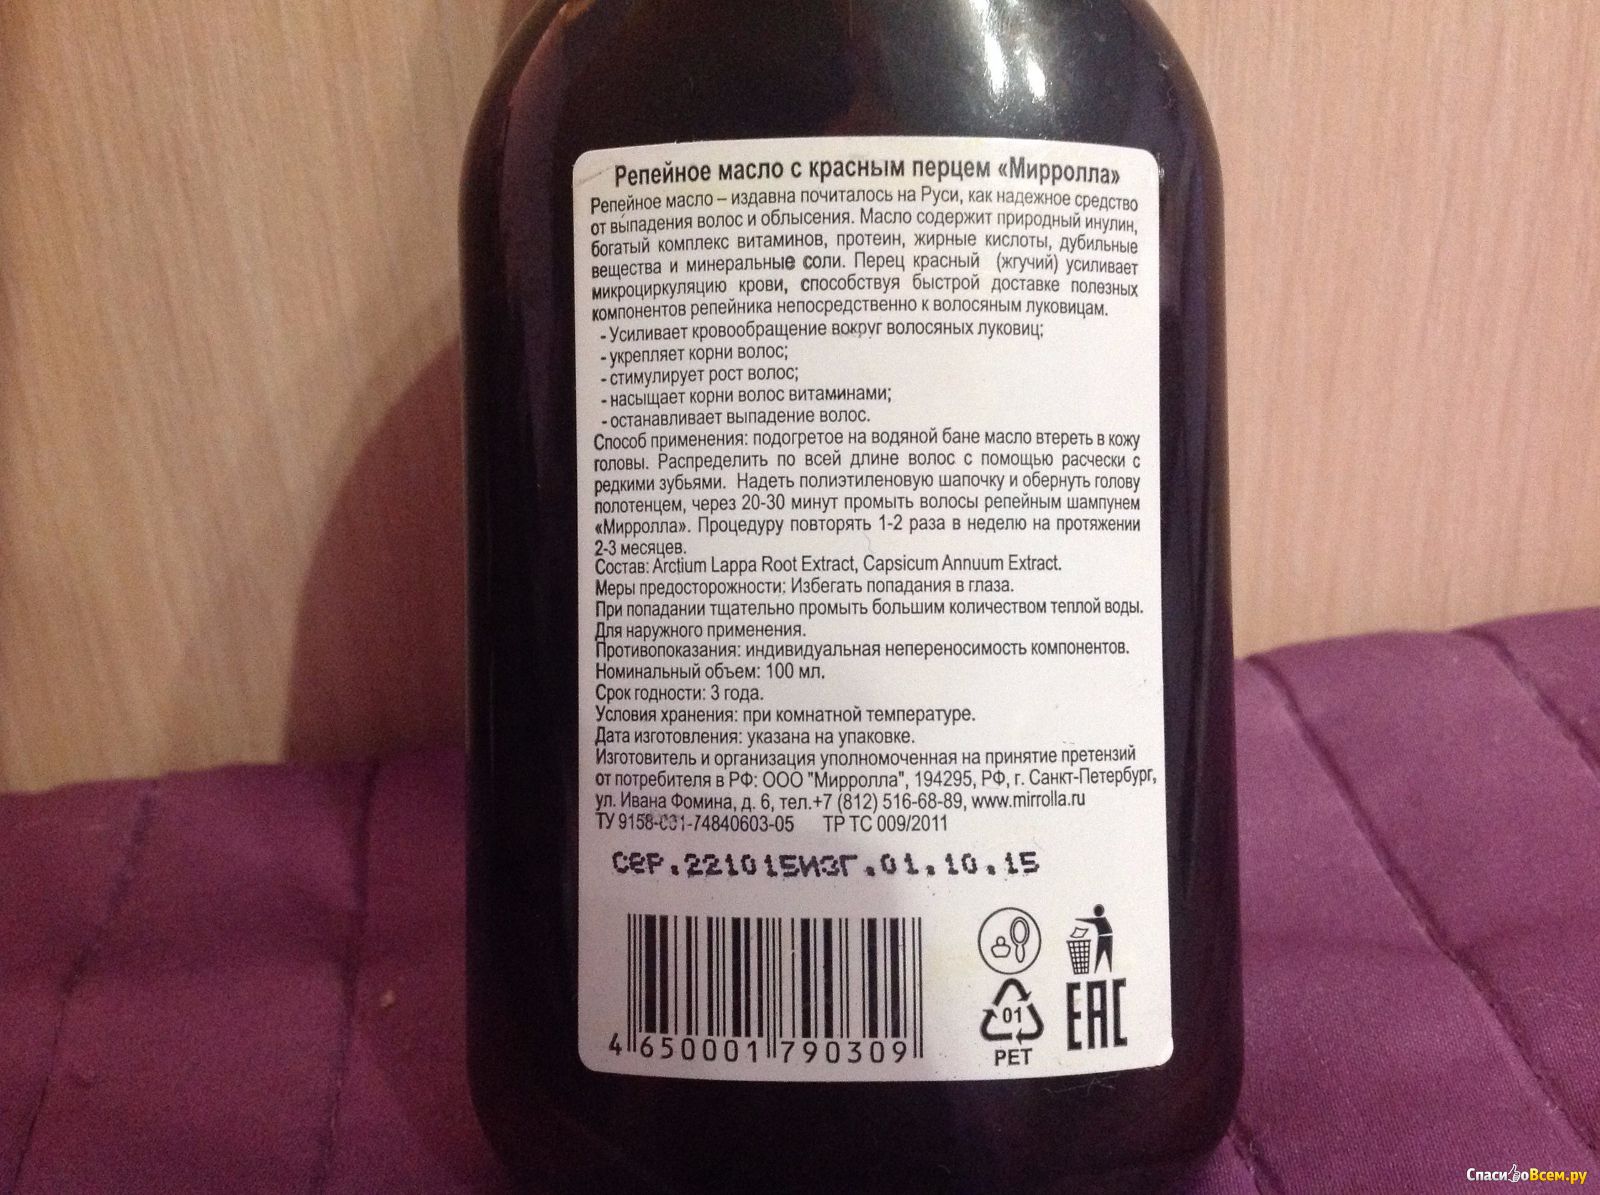 Репейное масло с красным перцем «Мирролла»
Репейное масло – издавна почиталось на Руси, как надежное средство
от выпадения волос и облысения. Масло содержит природный инулин,
богатый комплекс витаминов, протеин, жирные кислоты, дубильные
вещества и минеральные соли. Перец красный (жгучий) усиливает
микроциркуляцию крови, способствуя быстрой доставке полезных
компонентов репейника непосредственно к волосяным луковицам.
- Усиливает кровообращение вокруг волосяных луковиц;
- укрепляет корни волос;
- стимулирует рост волос;
- насыщает корни волос витаминами;
- останавливает выпадение волос.
Способ применения: подогретое на водяной бане масло втереть в кожу
головы. Распределить по всей длине волос с помощью расчески с
редкими зубьями. Надеть полиэтиленовую шапочку и обернуть голову
полотенцем, через 20-30 минут промыть волосы репейным шампунем
«Мирролла». Процедуру повторять 1-2 раза в неделю на протяжении
2-3 месяцев.
Состав: Arctium Lappa Root Extract, Capsicum Annuum Extract.
Меры предосторожности: Избегать попадания в глаза.
При попадании тщательно промыть большим количеством теплой воды.
Для наружного применения.
Противопоказания: индивидуальная непереносимость компонентов.
Номинальный объем: 100 мл.
Срок годности: 3 года.
Условия хранения: при комнатной температуре.
Дата изготовления: указана на упаковке.
Изготовитель и организация уполномоченная на принятие претензий
от потребителя в РФ: ООО "Мирролла", 194295, РФ, г. Санкт-Петербург,
ул. Ивана Фомина, д. 6, тел.+7 (812) 516-68-89, www.mirrolla.ru
ТУ 9158-001-74840603-05 ТР ТС 009/2011
СЕР.221015ИЗГ.01.10.15
4 650001 790309
01
PET
EAC
СпасибоВсем.ру